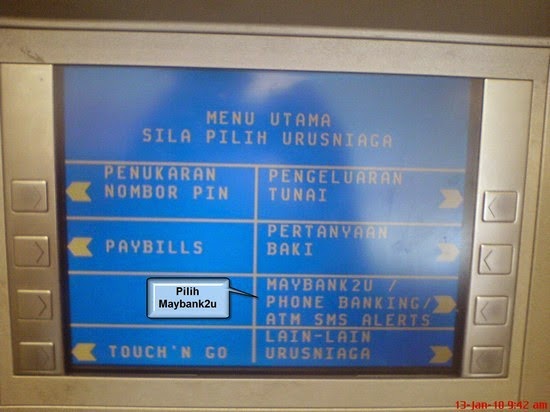 MENU UTAMA
SILA PILIH URUSNIAGA
PENUKARAN
NOMBOR PIN
PENGELUARAN
TUNAI
PAYBILLS
PERTANYAAN
BAKI
Pilih
Maybank2u
MAYBANK2U /
PHONE BANKING/
ATM SMS ALERTS
TOUCH'N GO
LAIN-LAIN
URUSNIAGA
13-jan-10 9:42 am